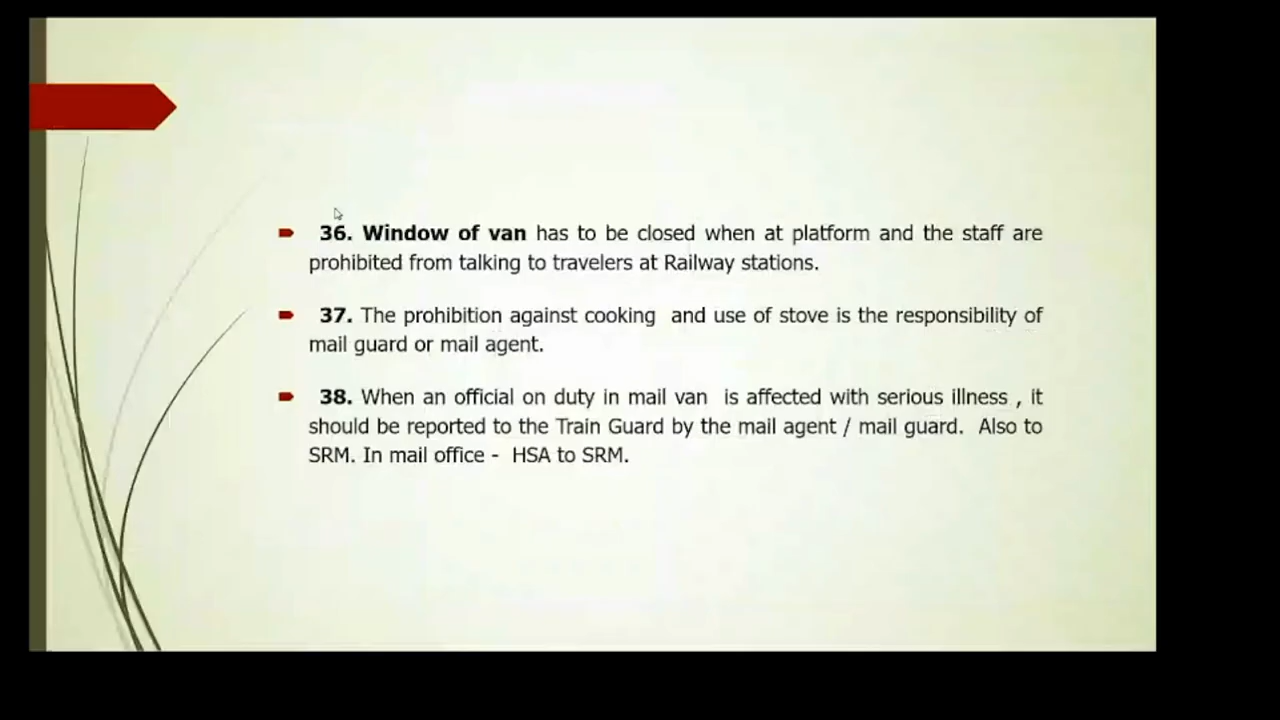 36. Window of van has to be closed when at platform and the staff are
prohibited from talking to travelers at Railway stations.
37. The prohibition against cooking and use of stove is the responsibility of
mail guard or mail agent.
38. When an official on duty in mail van is affected with serious illness , it
should be reported to the Train Guard by the mail agent / mail guard. Also to
SRM. In mail office - HSA to SRM.